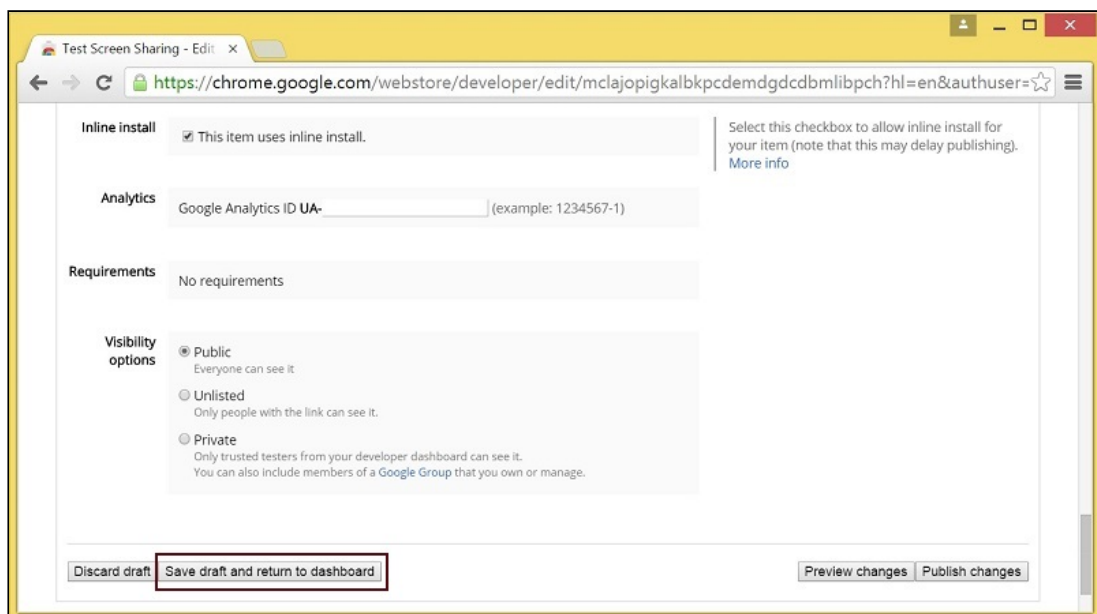 Test Screen Sharing - Edit
https://chrome.google.com/webstore/developer/edit/mclajopigkalbkpcdemdgdcdbmlibpch?hl=en&authuser=
Inline install
This item uses inline install.
Select this checkbox to allow inline install for
your item (note that this may delay publishing).
More info
Analytics
Google Analytics ID UA- (example: 1234567-1)
Requirements
No requirements
Visibility
options
Public
Everyone can see it
Unlisted
Only people with the link can see it.
Private
Only trusted testers from your developer dashboard can see it.
You can also include members of a Google Group that you own or manage.
Discard draft Save draft and return to dashboard Preview changes Publish changes